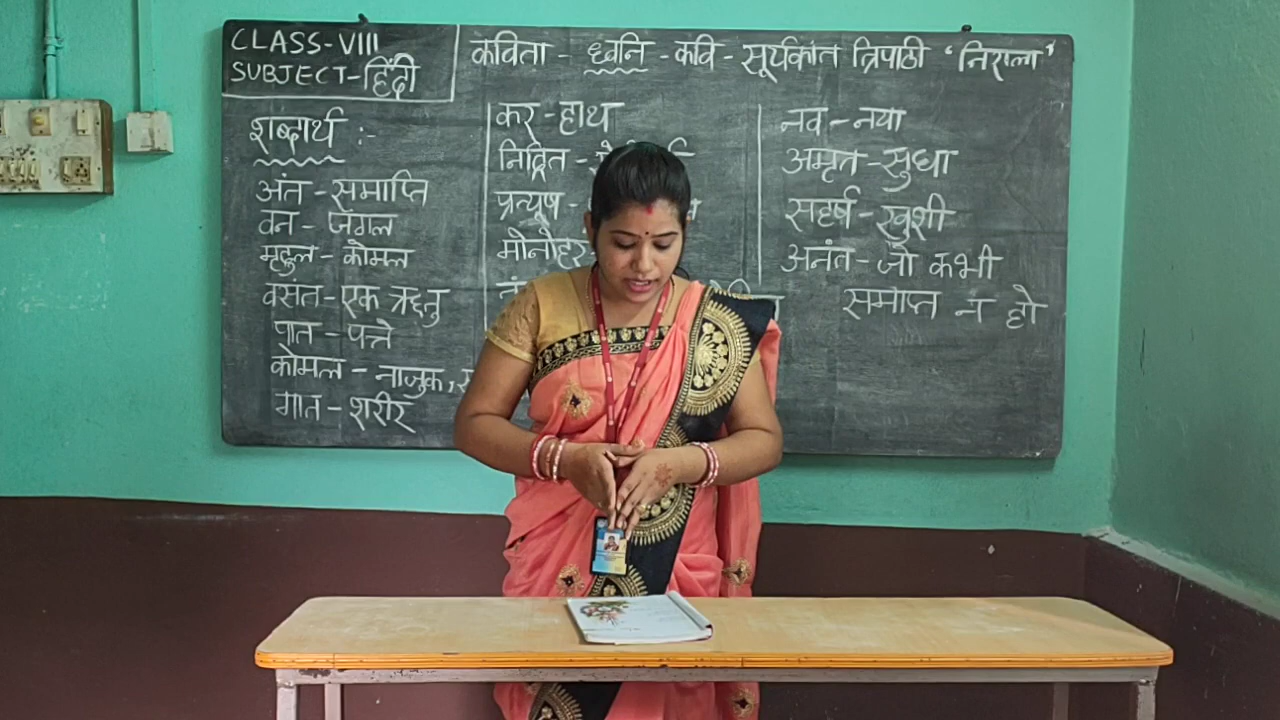 CLASS-VIII
SUBJECT-हिंदी
कविता - ध्वनि - कवि - सूर्यकांत त्रिपाठी 'निराला'
शब्दार्थ :-
अंत - समाप्ति
वन - जंगल
मृदुल - कोमल
वसंत - एक ऋतु
पात - पत्ते
कोमल - नाजुक,
गात - शरीर
कर - हाथ
निद्रित -
प्रत्यूष -
मोनोहर
नव - नया
अमृत - सुधा
सहर्ष - खुशी
अनंत - जो कभी
समाप्त न हो